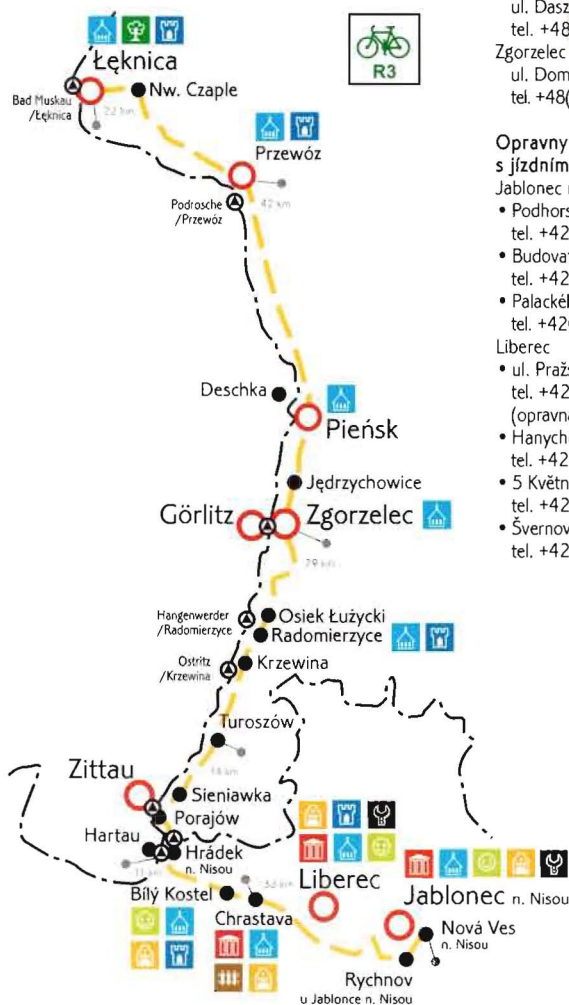 R3
Łęknica
Nw. Czaple
Bad Muskau
/Łęknica
22 km
Przewóz
Podrosche
/Przewóz
42 km
Deschka
Pieńsk
Jędrzychowice
Görlitz
Zgorzelec
29 km
Hangenwerder
/Radomierzyce
Osiek Łużycki
Radomierzyce
Ostritz
/Krzewina
Krzewina
Turoszów
14 km
Zittau
Sieniawka
Porajów
Hartau
Hrádek
n. Nisou
11 km
Bílý Kostel
Chrastava
Liberec
Jablonec n. Nisou
Nová Ves
n. Nisou
Rychnov
u Jablonce n. Nisou
ul. Dasz
tel. +48
Zgorzelec
ul. Dom
tel. +48(
Opravny
s jízdním
Jablonec n
• Podhors
tel. +42
• Budova
tel. +42
• Palackél
tel. +42
Liberec
• ul. Praž
tel. +42
(opravna
• Hanych
tel. +42
• 5 Květn
tel. +42
• Švernov
tel. +42